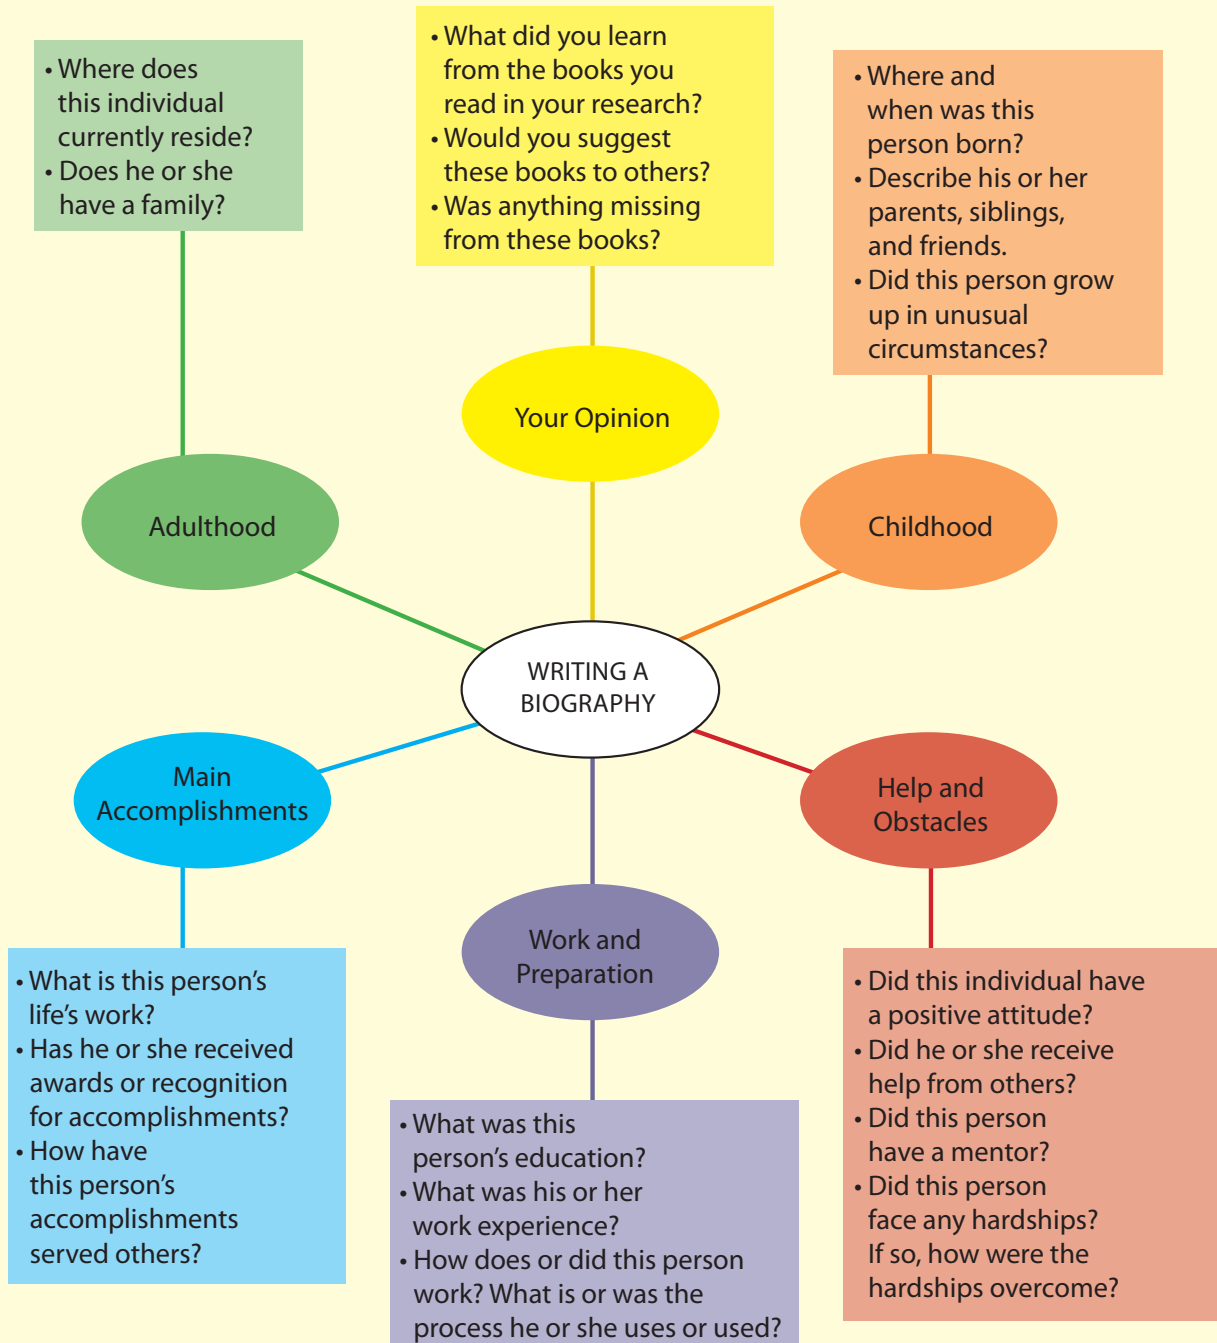 • Where does
this individual
currently reside?
• Does he or she
have a family?
• What did you learn
from the books you
read in your research?
• Would you suggest
these books to others?
• Was anything missing
from these books?
• Where and
when was this
person born?
• Describe his or her
parents, siblings,
and friends.
• Did this person grow
up in unusual
circumstances?
Adulthood
Your Opinion
Childhood
WRITING A
BIOGRAPHY
Main
Accomplishments
Work and
Preparation
Help and
Obstacles
• What is this person’s
life’s work?
• Has he or she received
awards or recognition
for accomplishments?
• How have
this person’s
accomplishments
served others?
• What was this
person’s education?
• What was his or her
work experience?
• How does or did this person
work? What is or was the
process he or she uses or used?
• Did this individual have
a positive attitude?
• Did he or she receive
help from others?
• Did this person
have a mentor?
• Did this person
face any hardships?
If so, how were the
hardships overcome?